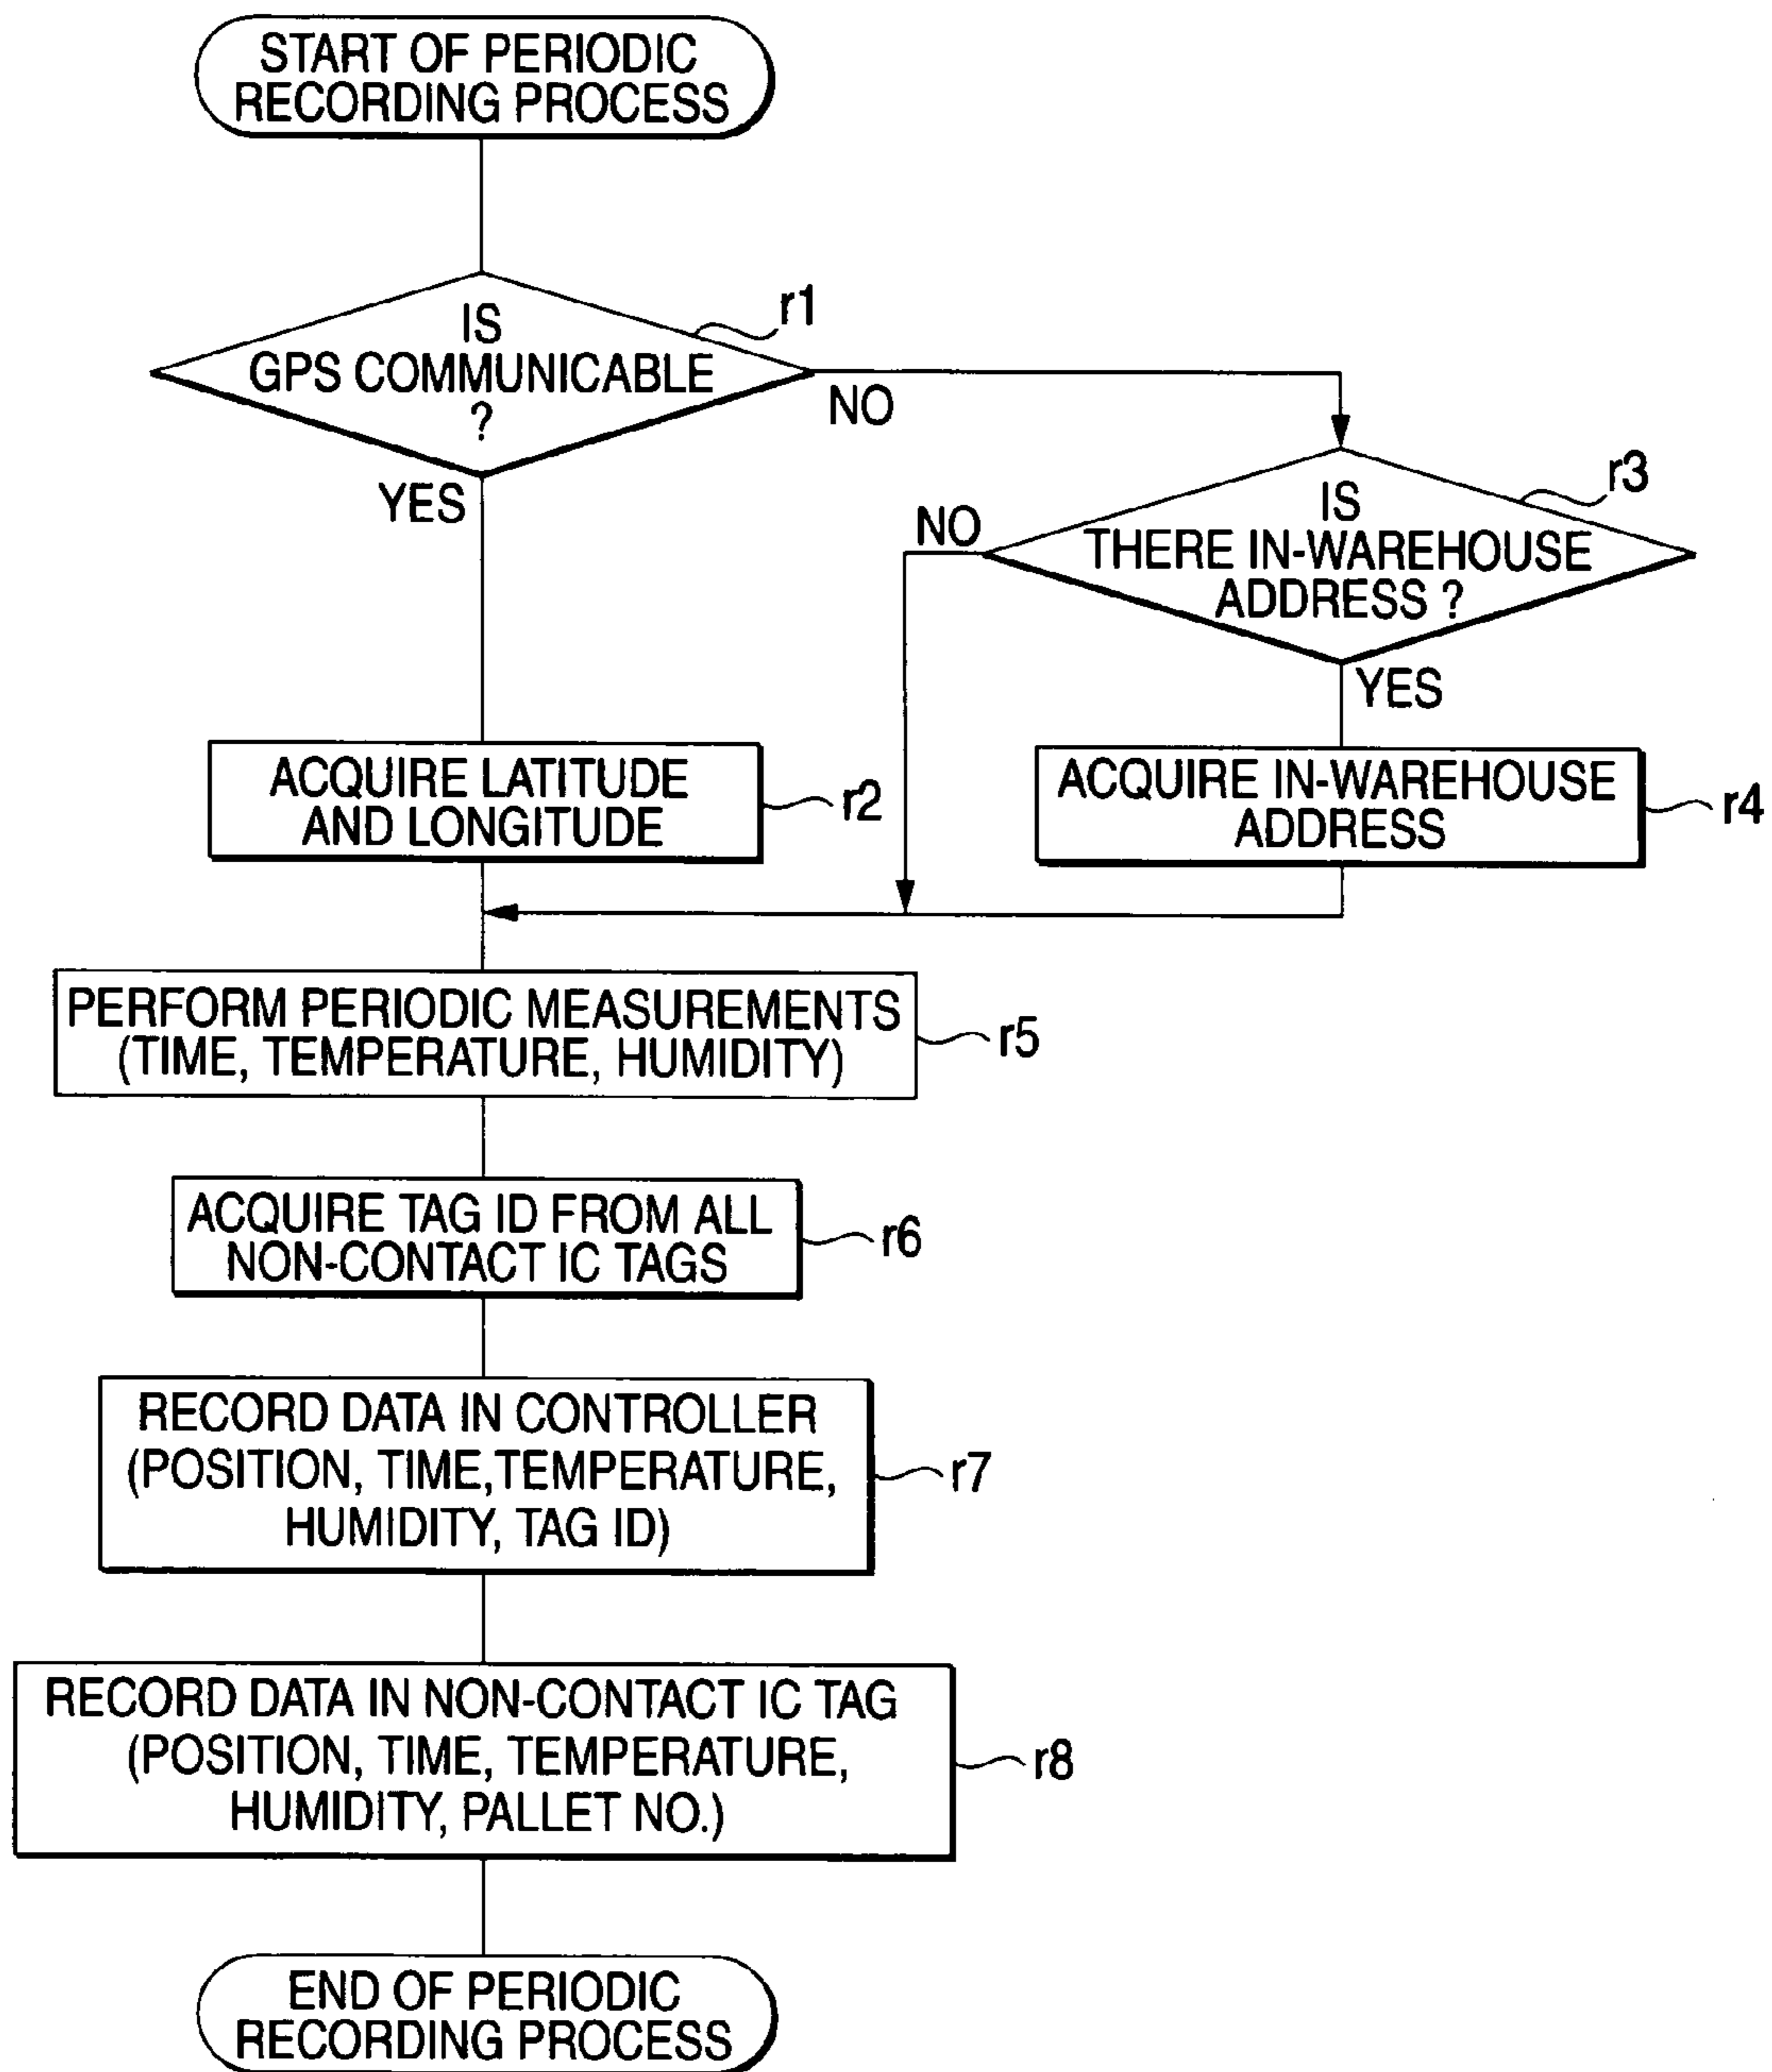 START OF PERIODIC
RECORDING PROCESS
IS
GPS COMMUNICABLE
?
r1
NO
YES
IS
THERE IN-WAREHOUSE
ADDRESS ?
r3
NO
YES
ACQUIRE LATITUDE
AND LONGITUDE
r2
ACQUIRE IN-WAREHOUSE
ADDRESS
r4
PERFORM PERIODIC MEASUREMENTS
(TIME, TEMPERATURE, HUMIDITY)
r5
ACQUIRE TAG ID FROM ALL
NON-CONTACT IC TAGS
r6
RECORD DATA IN CONTROLLER
(POSITION, TIME,TEMPERATURE,
HUMIDITY, TAG ID)
r7
RECORD DATA IN NON-CONTACT IC TAG
(POSITION, TIME, TEMPERATURE,
HUMIDITY, PALLET NO.)
r8
END OF PERIODIC
RECORDING PROCESS